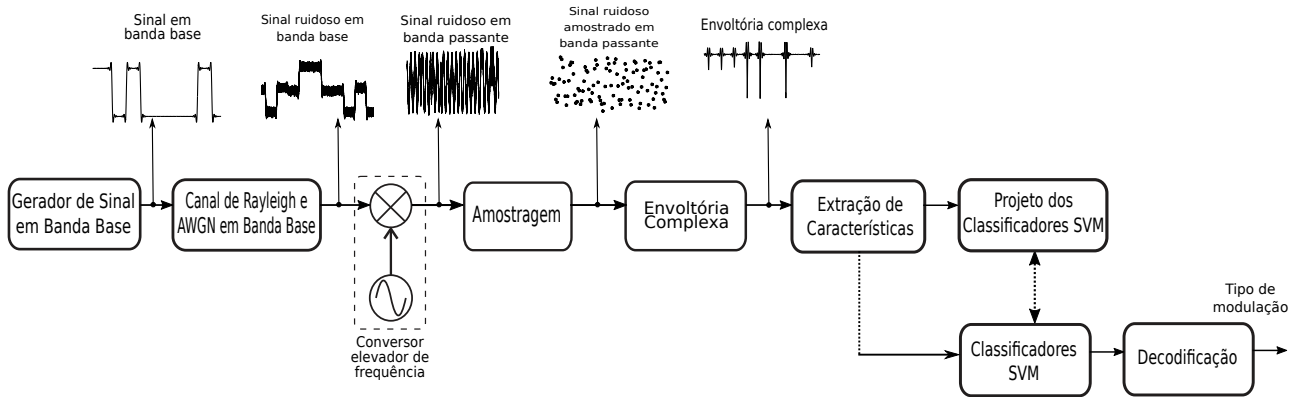 Sinal em
banda base
Sinal ruidoso em
banda base
Sinal ruidoso em
banda passante
Sinal ruidoso
amostrado em
banda passante
Envoltória complexa
Gerador de Sinal
em Banda Base
Canal de Rayleigh e
AWGN em Banda Base
Amostragem
Envoltória
Complexa
Extração de
Características
Projeto dos
Classificadores SVM
Conversor
elevador de
frequência
Classificadores
SVM
Decodificação
Tipo de
modulação